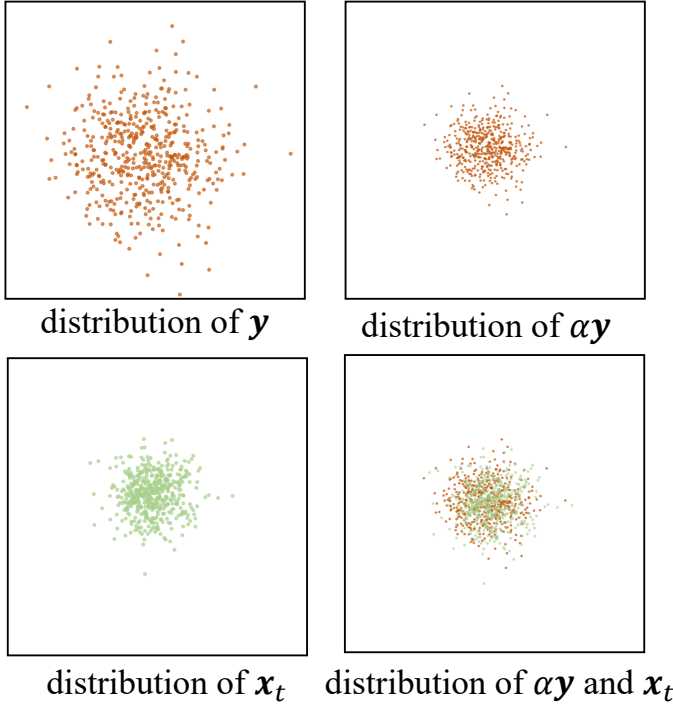 distribution of y
distribution of αy
distribution of xₜ
distribution of αy and xₜ